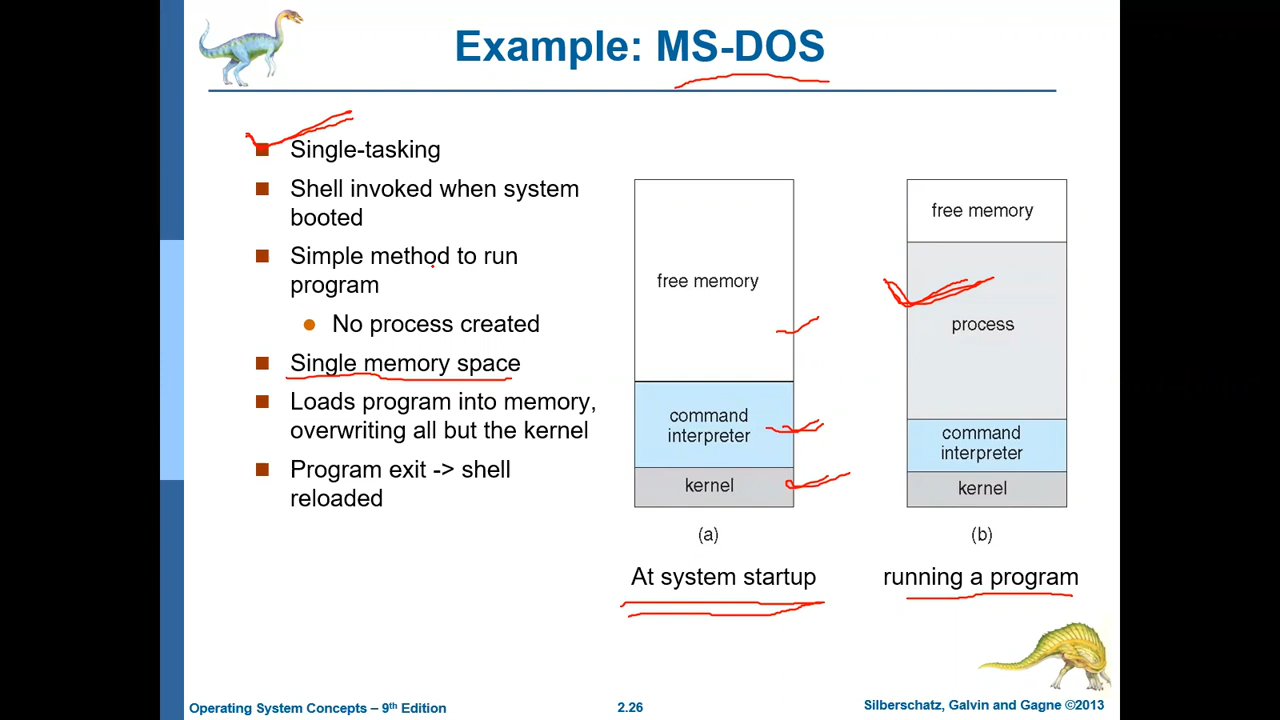 Example: MS-DOS
Single-tasking
Shell invoked when system
booted
Simple method to run
program
No process created
Single memory space
Loads program into memory,
overwriting all but the kernel
Program exit -> shell
reloaded
free memory
command
interpreter
kernel
(a)
At system startup
free memory
process
command
interpreter
kernel
(b)
running a program
Operating System Concepts – 9th Edition
2.26
Silberschatz, Galvin and Gagne ©2013